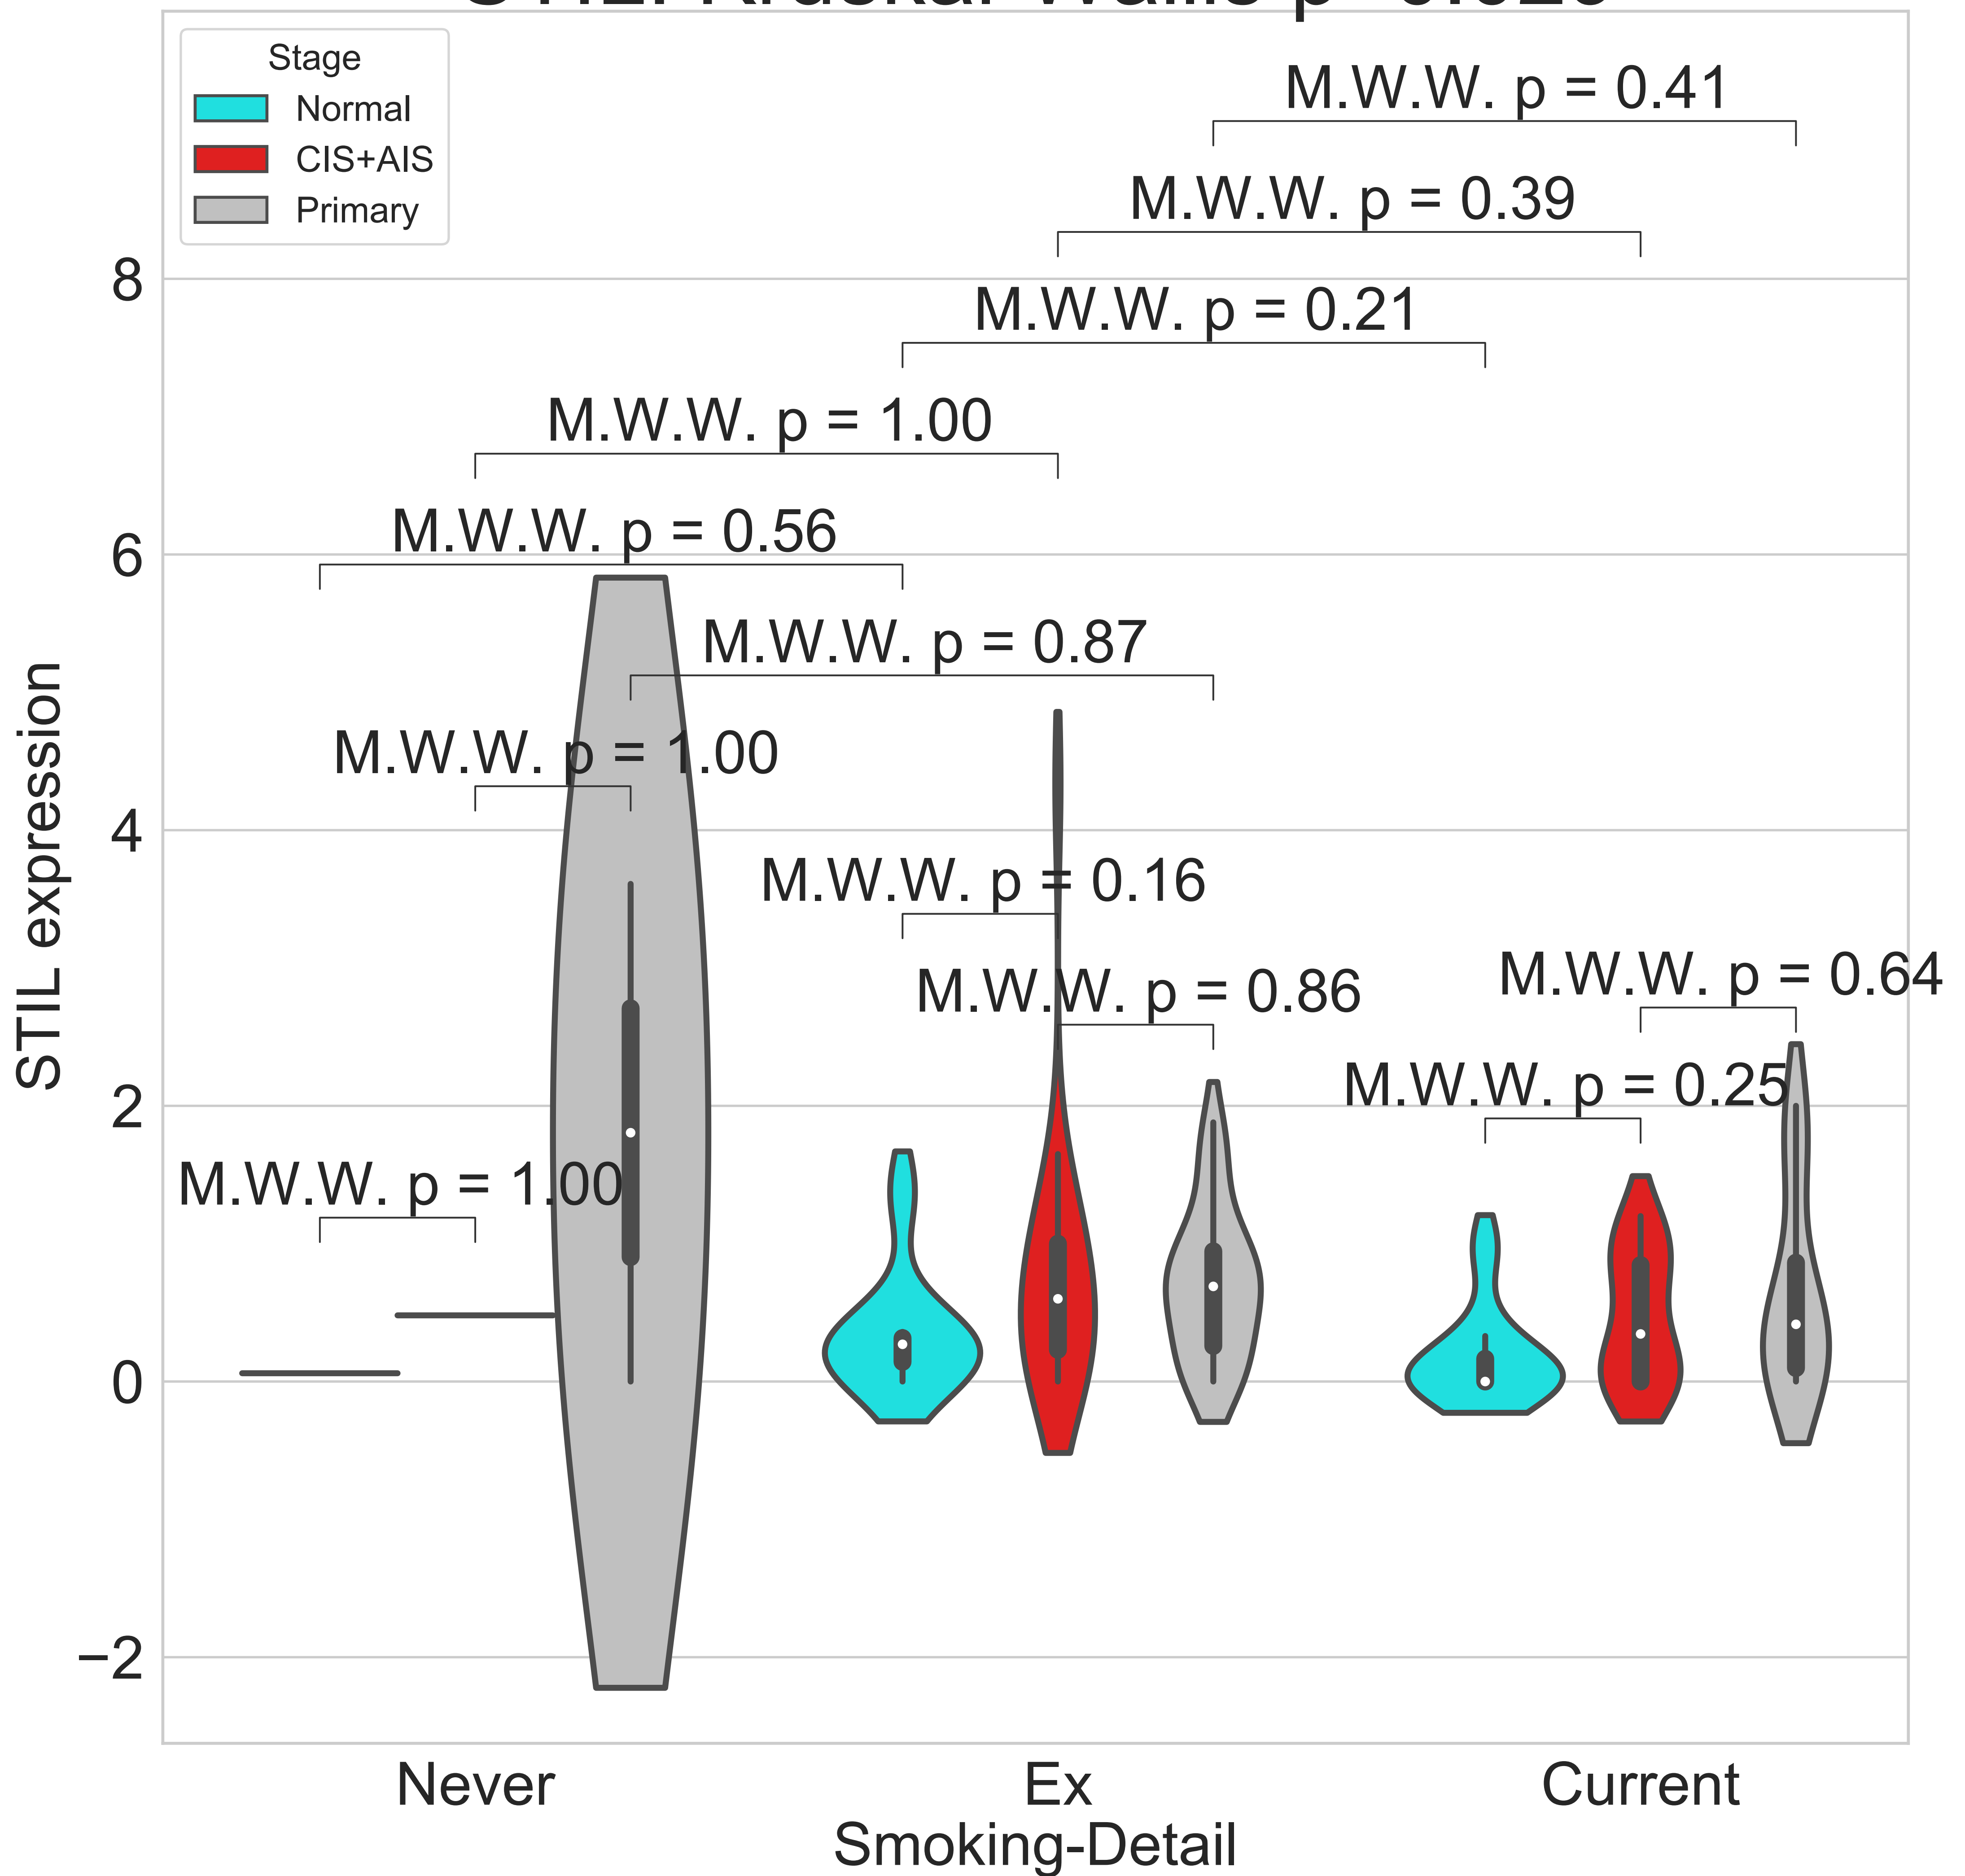 Stage
Normal
CIS+AIS
Primary
M.W.W. p = 0.41
M.W.W. p = 0.39
M.W.W. p = 0.21
M.W.W. p = 1.00
M.W.W. p = 0.56
M.W.W. p = 0.87
M.W.W. p = 1.00
M.W.W. p = 0.16
M.W.W. p = 0.86
M.W.W. p = 0.64
M.W.W. p = 0.25
M.W.W. p = 1.00
STIL expression
8
6
4
2
0
−2
Never
Ex
Current
Smoking-Detail